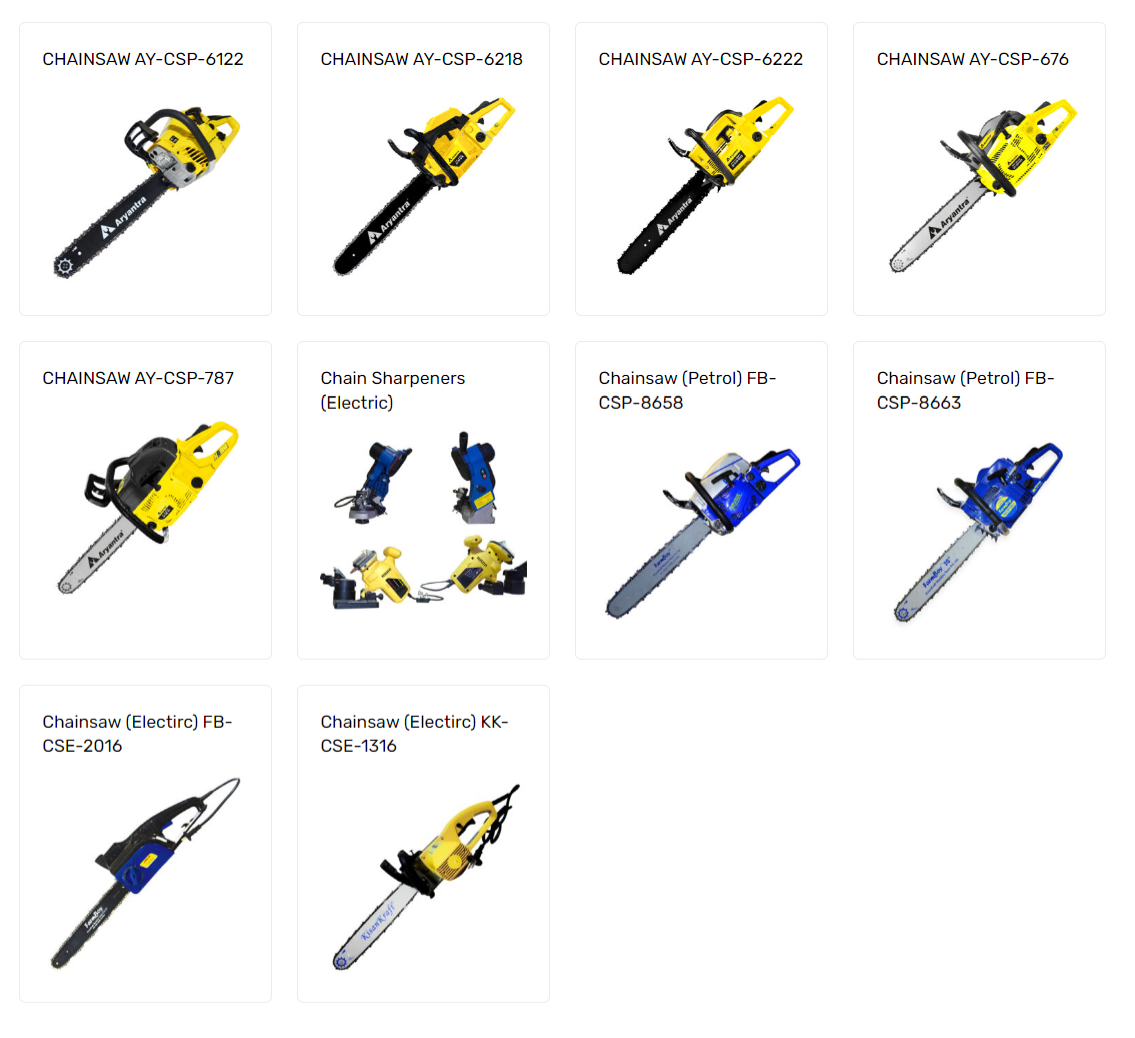 CHAINSAW AY-CSP-6122
CHAINSAW AY-CSP-6218
CHAINSAW AY-CSP-6222
CHAINSAW AY-CSP-676
Aryantra
Aryantra
Aryantra
Aryantra
CHAINSAW AY-CSP-787
Chain Sharpeners
(Electric)
Chainsaw (Petrol) FB-
CSP-8658
Chainsaw (Petrol) FB-
CSP-8663
Aryantra
FarmBoy
FarmBoy
Chainsaw (Electirc) FB-
CSE-2016
Chainsaw (Electirc) KK-
CSE-1316
FarmBoy
KisanKraft